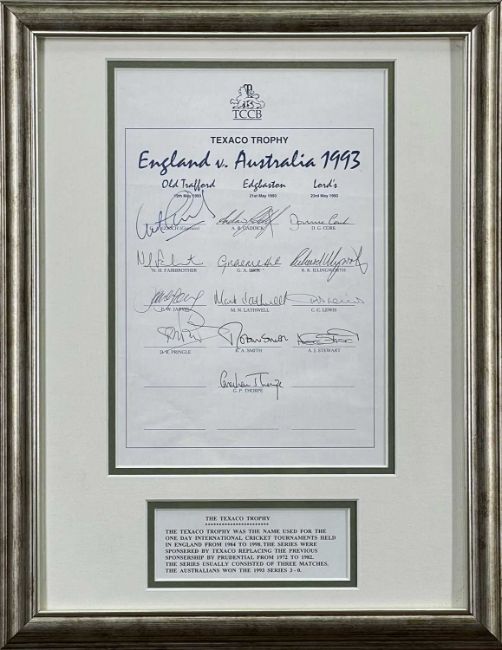 TCCB
TEXACO TROPHY
England v. Australia 1993
Old Trafford Edgbaston Lord's
19th May 1993 21st May 1993 23rd May 1993
GOOCH (Captain) A. R. CADDICK D. G. CORK
N. H. FAIRBROTHER G. A. HICK R. K. ILLINGWORTH
P. W. JARVIS M. N. LATHWELL C. C. LEWIS
D. R. PRINGLE R. A. SMITH A. J. STEWART
Graham Thorpe
G. P. THORPE
THE TEXACO TROPHY
**********************
THE TEXACO TROPHY WAS THE NAME USED FOR THE
ONE DAY INTERNATIONAL CRICKET TOURNAMENTS HELD
IN ENGLAND FROM 1984 TO 1998, THE SERIES WERE
SPONSERED BY TEXACO REPLACING THE PREVIOUS
SPONSERSHIP BY PRUDENTIAL FROM 1972 TO 1982.
THE SERIES USUALLY CONSISTED OF THREE MATCHES,
THE AUSTRALIANS WON THE 1993 SERIES 3 - 0.